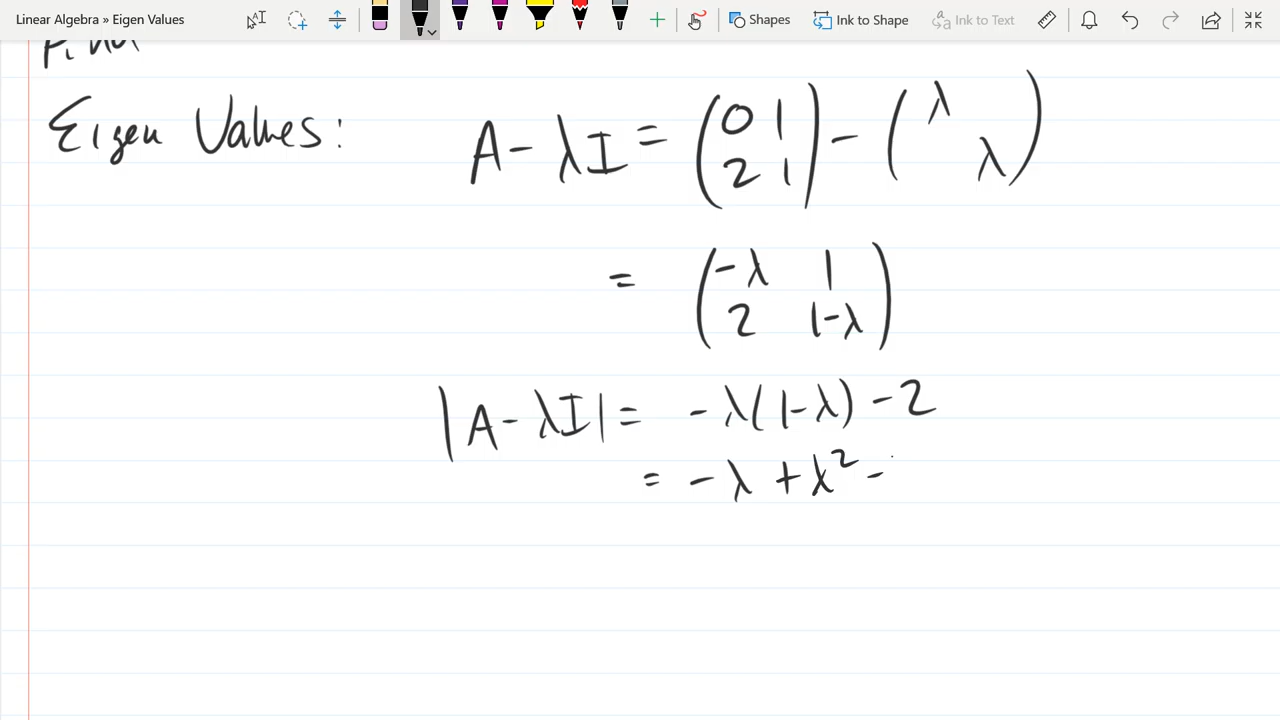 Linear Algebra » Eigen Values
Shapes Ink to Shape Ink to Text
Find
Eigen Values: A - λI = (0 1
2 1) - (λ
λ)
= (-λ 1
2 1-λ)
|A - λI| = -λ(1-λ) - 2
= -λ + λ² -